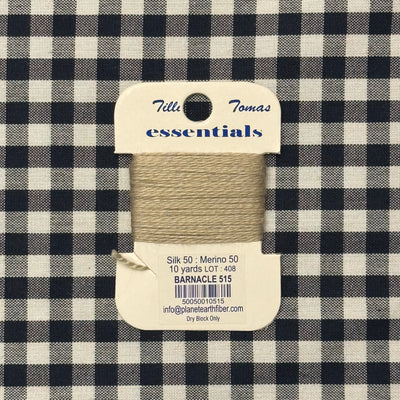 Till Tomas
essentials
Silk 50 : Merino 50
10 yards LOT : 408
BARNACLE 515
50050010515
info@planetearthfiber.com
Dry Block Only